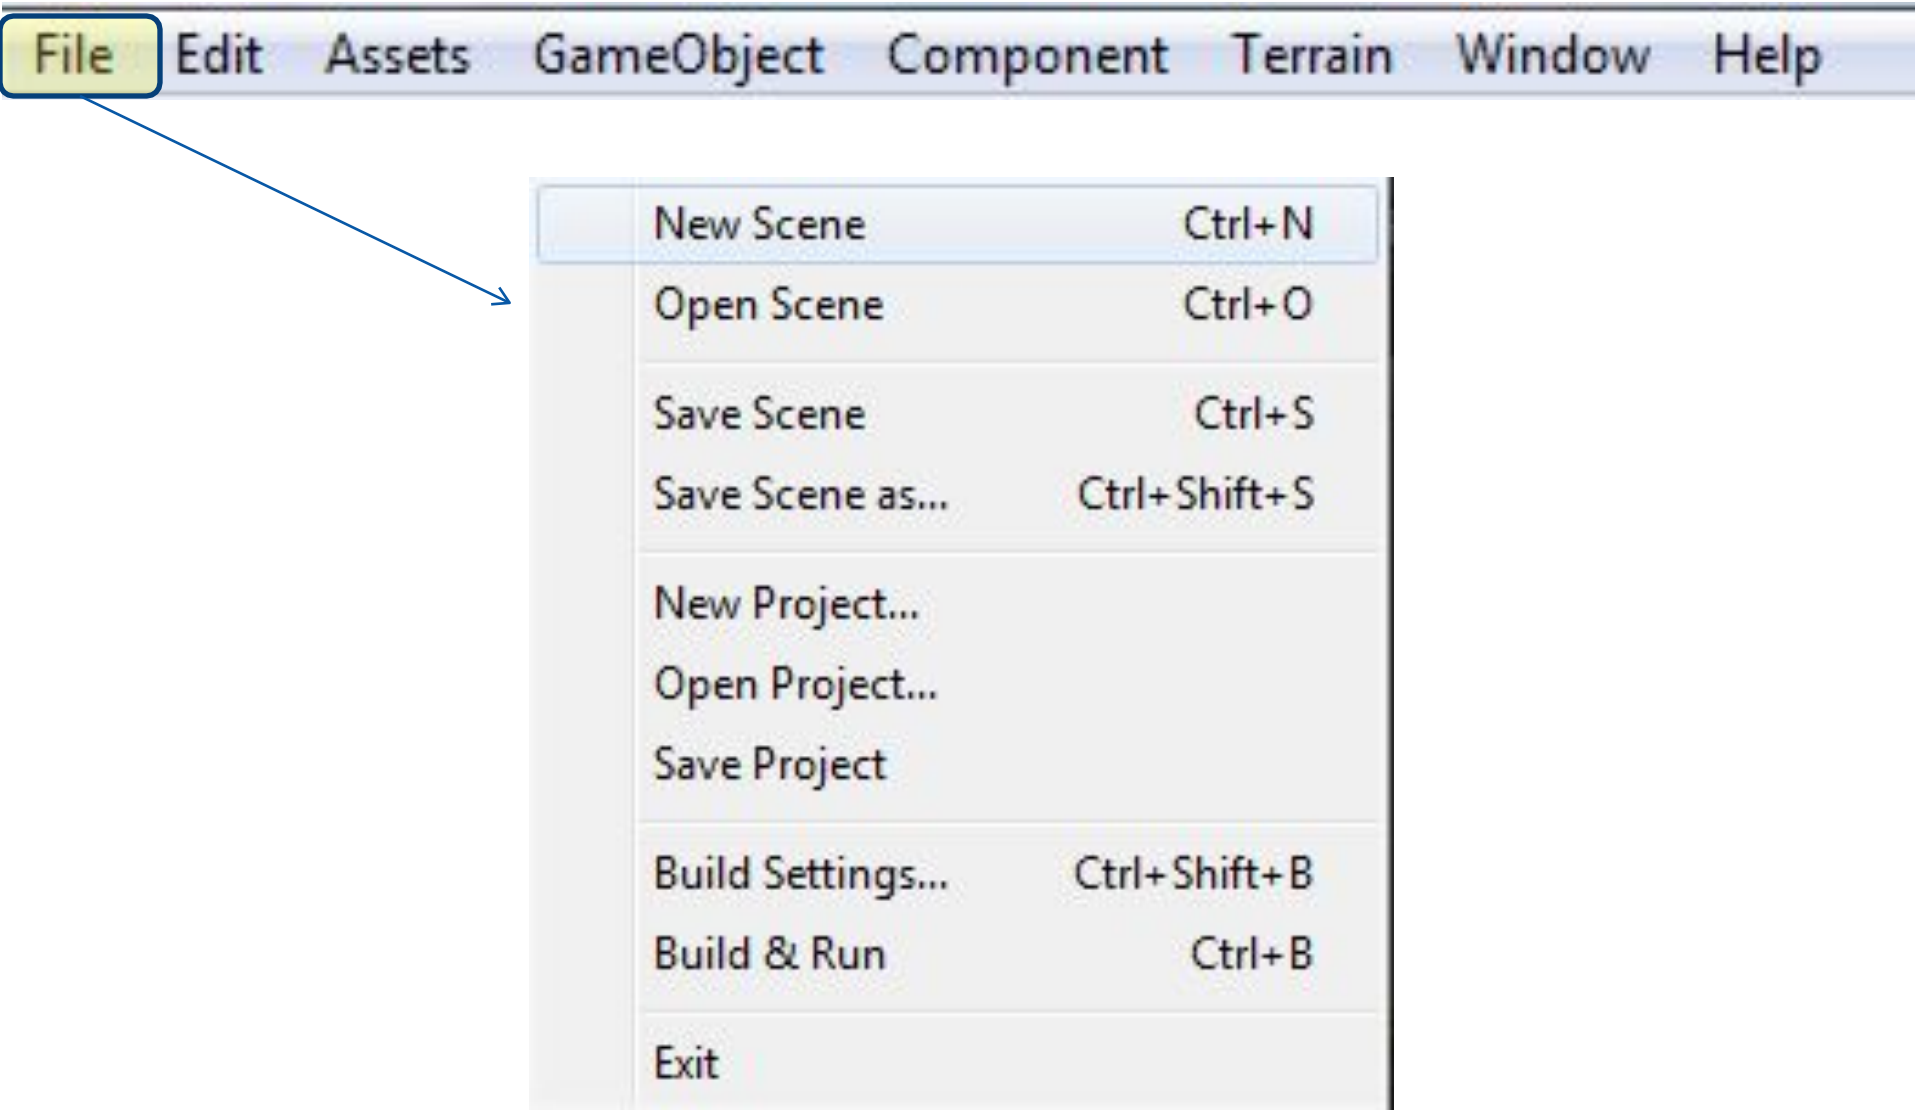 File Edit Assets GameObject Component Terrain Window Help
New Scene Ctrl+N
Open Scene Ctrl+O
Save Scene Ctrl+S
Save Scene as... Ctrl+Shift+S
New Project...
Open Project...
Save Project
Build Settings... Ctrl+Shift+B
Build & Run Ctrl+B
Exit